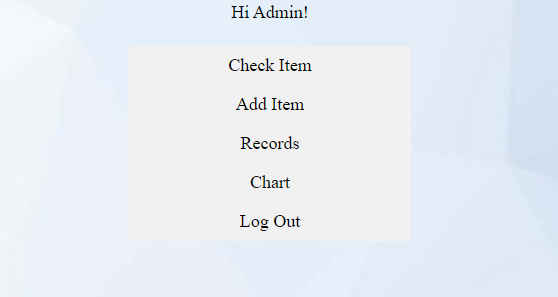 Hi Admin!
Check Item
Add Item
Records
Chart
Log Out